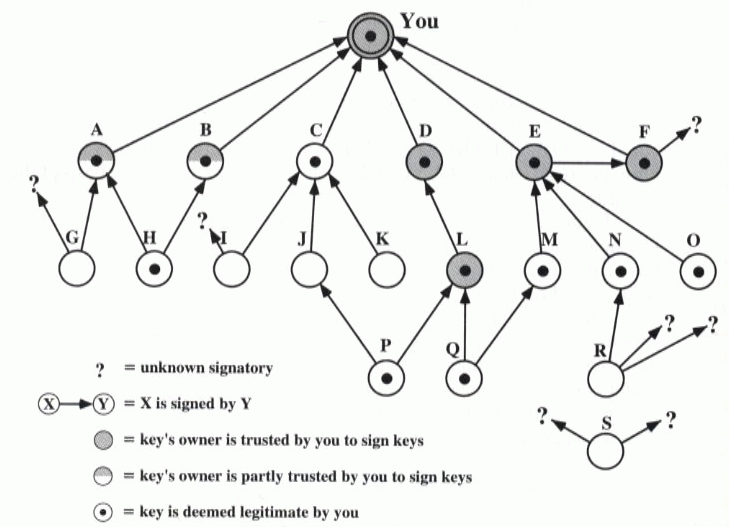 You
A B C D E F ?
?
G H ? I J K L M N O
P Q R ? ?
? = unknown signatory
X Y = X is signed by Y
? S ?
= key's owner is trusted by you to sign keys
= key's owner is partly trusted by you to sign keys
= key is deemed legitimate by you